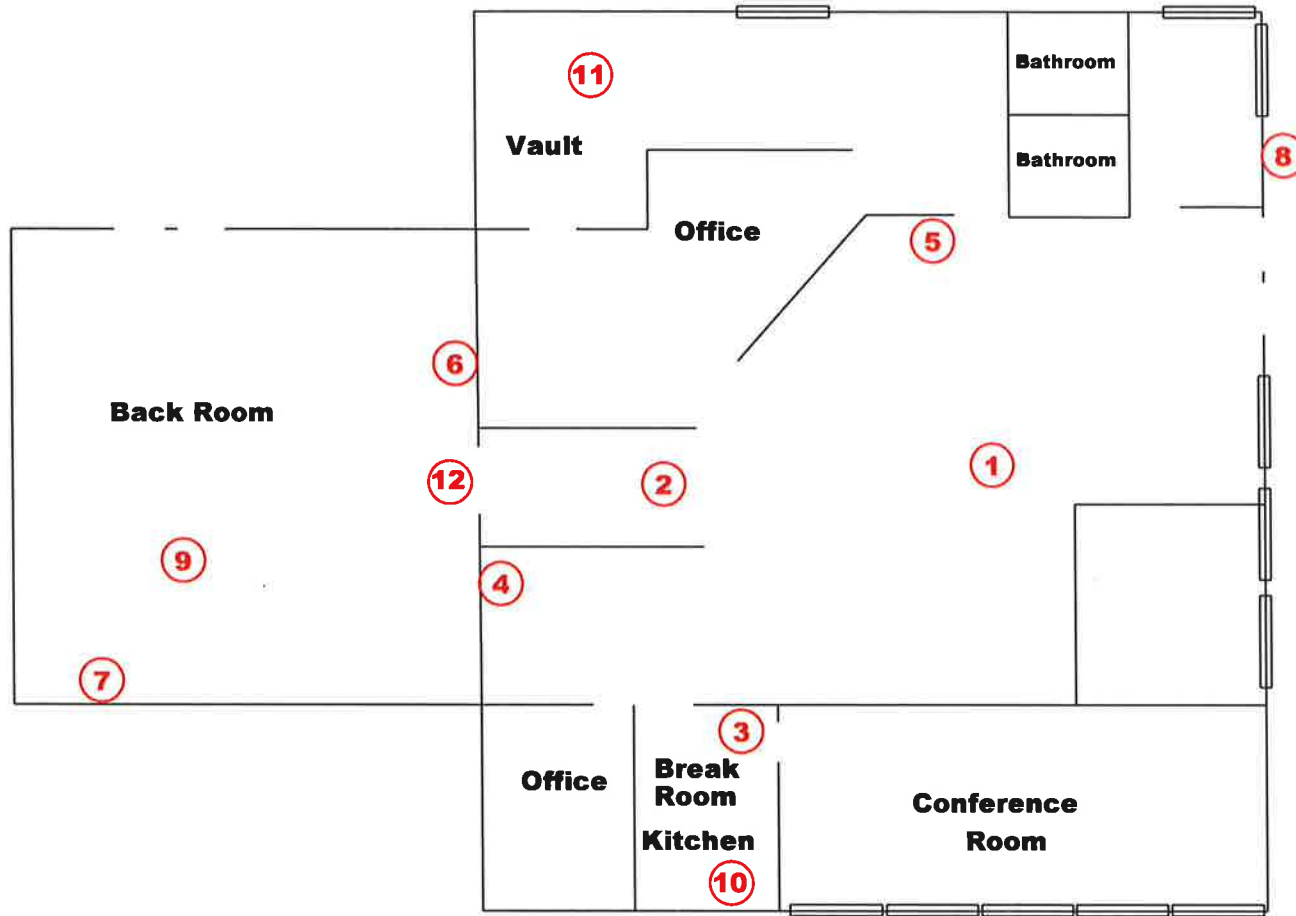 Bathroom
11
Vault
Bathroom
8
Office
5
6
Back Room
1
12
2
9
4
7
3
Office
Break
Room
Kitchen
Conference
Room
10